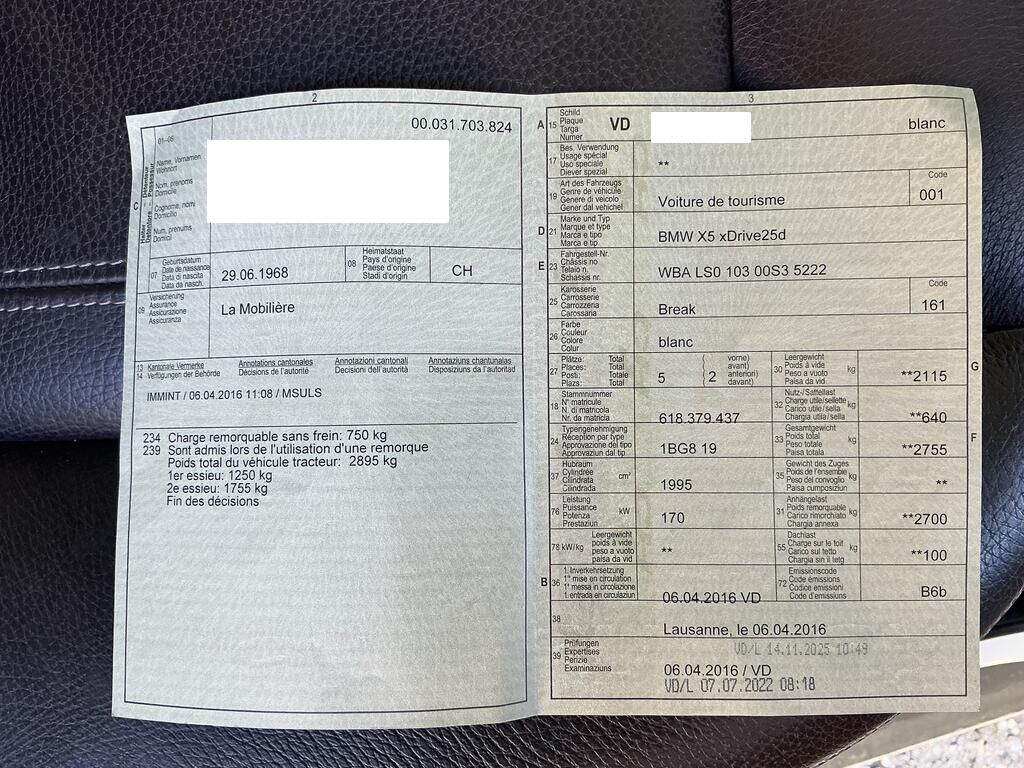 2
00.031.703.824
01–06
Name, Vornamen
Wohnort
Nom, prénoms
Domicile
Cognome, nomi
Domicilio
Num, prenums
Domicil
C
Halter - Détenteur
Detentore - Possessur
07
Geburtsdatum
Date de naissance
Data di nascita
Data da nasch.
29.06.1968
08
Heimatstaat
Pays d'origine
Paese d'origine
Stadi d'origin
CH
09
Versicherung
Assurance
Assicurazione
Assicuranza
La Mobilière
13 Kantonale Vermerke
14 Verfügungen der Behörde
Annotations cantonales
Décisions de l'autorité
Annotazioni cantonali
Decisioni dell'autorità
Annotaziuns chantunalas
Disposiziuns da l'autoritad
IMMINT / 06.04.2016 11:08 / MSULS
234 Charge remorquable sans frein: 750 kg
239 Sont admis lors de l'utilisation d'une remorque
Poids total du véhicule tracteur: 2895 kg
1er essieu: 1250 kg
2e essieu: 1755 kg
Fin des décisions
3
A 15
Schild
Plaque
Targa
Numer
VD
blanc
17
Bes. Verwendung
Usage spécial
Uso speciale
Diever spezial
**
19
Art des Fahrzeugs
Genre de véhicule
Genere di veicolo
Gener dal vehichel
Voiture de tourisme
Code
001
D 21
Marke und Typ
Marque et type
Marca e tipo
Marca e tip
BMW X5 xDrive25d
E 23
Fahrgestell-Nr.
Châssis no
Telaio n.
Schassis nr.
WBA LS0 103 00S3 5222
25
Karosserie
Carrosserie
Carrozzeria
Carossaria
Break
Code
161
26
Farbe
Couleur
Colore
Colur
blanc
27
Plätze: Total
Places: Total
Posti: Totale
Plazs: Total
5
( vorne)
avant)
anteriori)
davant)
2
30
Leergewicht
Poids à vide
Peso a vuoto
Paisa da vid
kg
**2115
G
18
Stammnummer
N° matricule
N. di matricola
Nr. da matricla
618.379.437
32
Nutz-/Sattellast
Charge utile/sellette
Carico utile/sella
Chargia utila/sella
kg
**640
24
Typengenehmigung
Réception par type
Approvazione del tipo
Approvaziun dal tip
1BG8 19
33
Gesamtgewicht
Poids total
Peso totale
Paisa totala
kg
**2755
F
37
Hubraum
Cylindrée
Cilindrata
Cilindrada
cm³
1995
35
Gewicht des Zuges
Poids de l'ensemble
Peso del convoglio
Paisa cumposiziun
kg
**
76
Leistung
Puissance
Potenza
Prestaziun
kW
170
31
Anhängelast
Poids remorquable
Carico rimorchiato
Chargia annexa
kg
**2700
78 kW/kg
Leergewicht
poids à vide
peso a vuoto
paisa da vid
**
55
Dachlast
Charge sur le toit
Carico sul tetto
Chargia sin il tetg
kg
**100
B 36
1. Inverkehrsetzung
1re mise en circulation
1a messa in circolazione
1. entrada en circulaziun
06.04.2016 VD
72
Emissionscode
Code émissions
Codice emissioni
Code d'emissiuns
B6b
38
Lausanne, le 06.04.2016
39
Prüfungen
Expertises
Perizie
Examinaziuns
VD/L 14.11.2025 10:49
06.04.2016 / VD
VD/L 07.07.2022 08:18